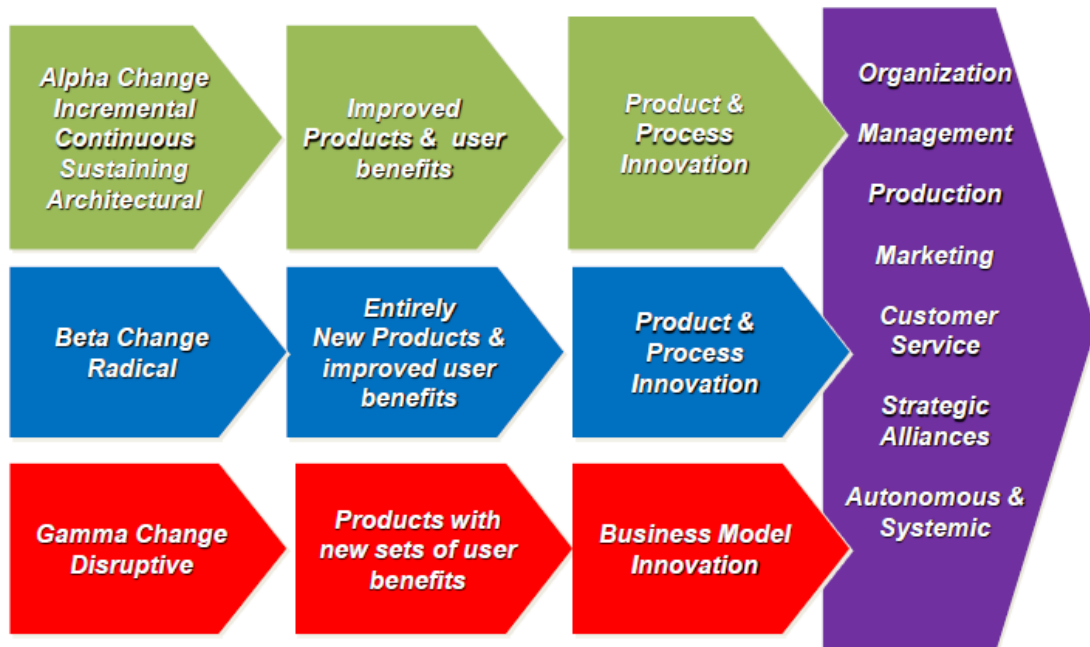 Alpha Change
Incremental
Continuous
Sustaining
Architectural
Improved
Products & user
benefits
Product &
Process
Innovation
Beta Change
Radical
Entirely
New Products &
improved user
benefits
Product &
Process
Innovation
Gamma Change
Disruptive
Products with
new sets of user
benefits
Business Model
Innovation
Organization
Management
Production
Marketing
Customer
Service
Strategic
Alliances
Autonomous &
Systemic